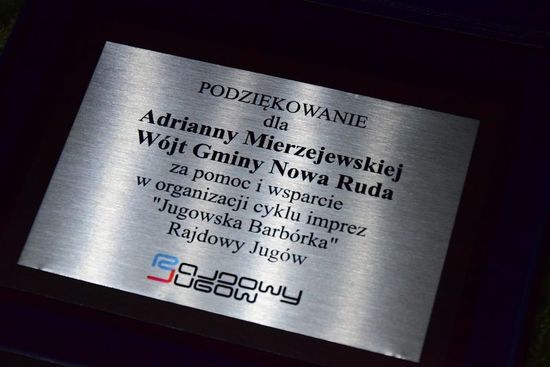 PODZIĘKOWANIE
dla
Adrianny Mierzejewskiej
Wójt Gminy Nowa Ruda
za pomoc i wsparcie
w organizacji cyklu imprez
"Jugowska Barbórka"
Rajdowy Jugów
RAJDOWY
JUGÓW